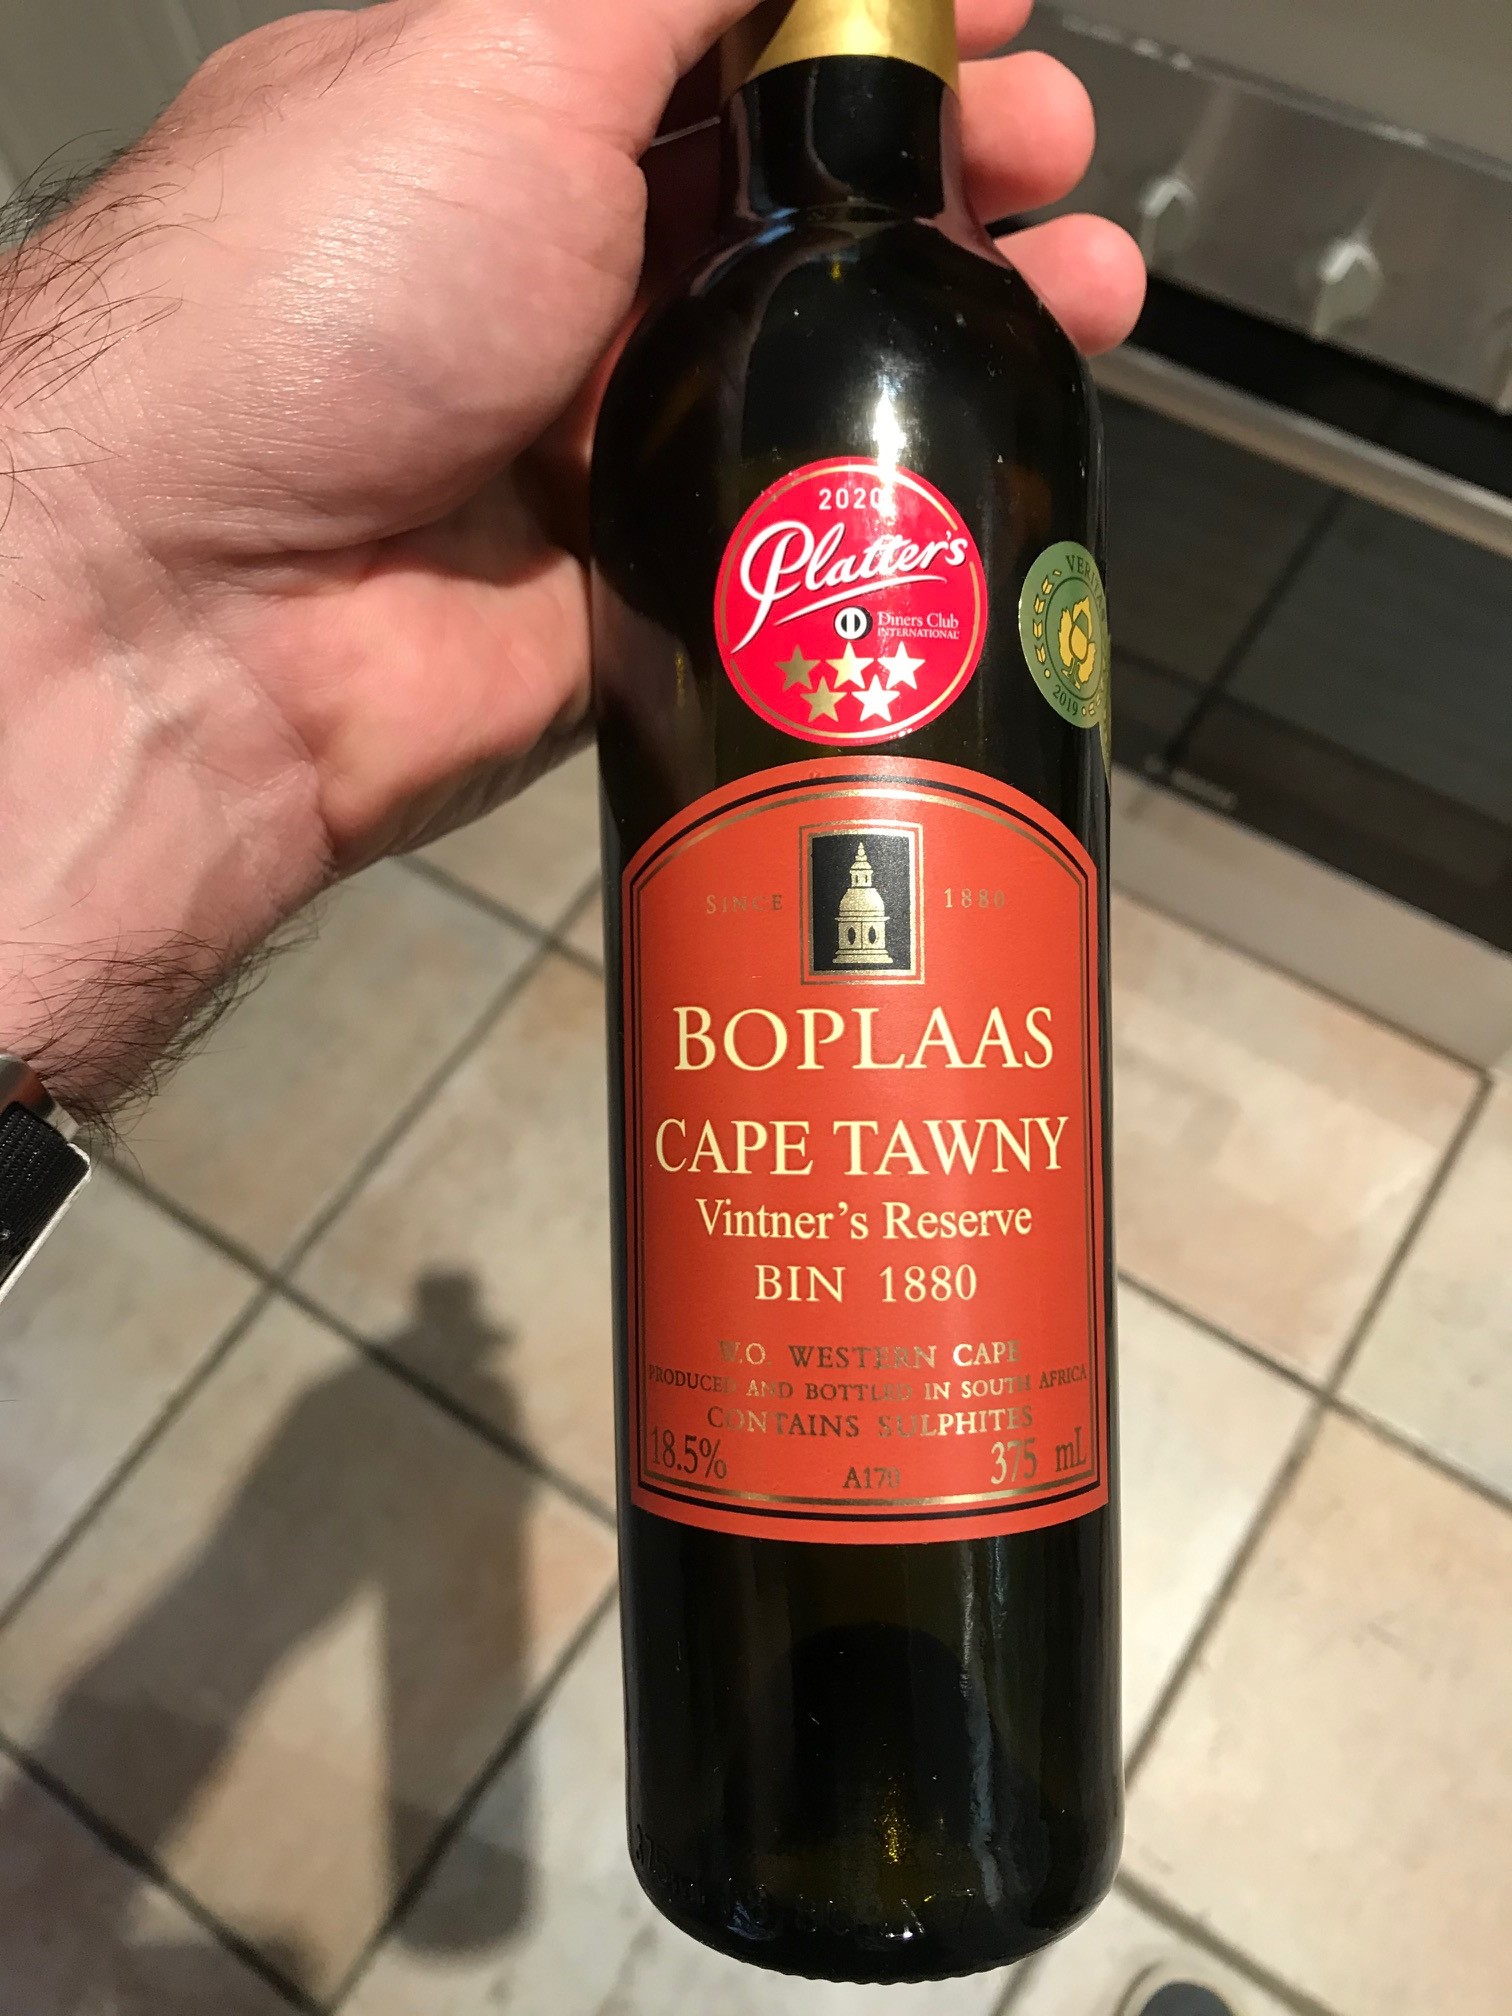 2020
Platter's
Diners Club
INTERNATIONAL
VERITAS
2019
SINCE 1880
BOPLAAS
CAPE TAWNY
Vintner's Reserve
BIN 1880
W.O. WESTERN CAPE
PRODUCED AND BOTTLED IN SOUTH AFRICA
CONTAINS SULPHITES
18.5% 375 mL